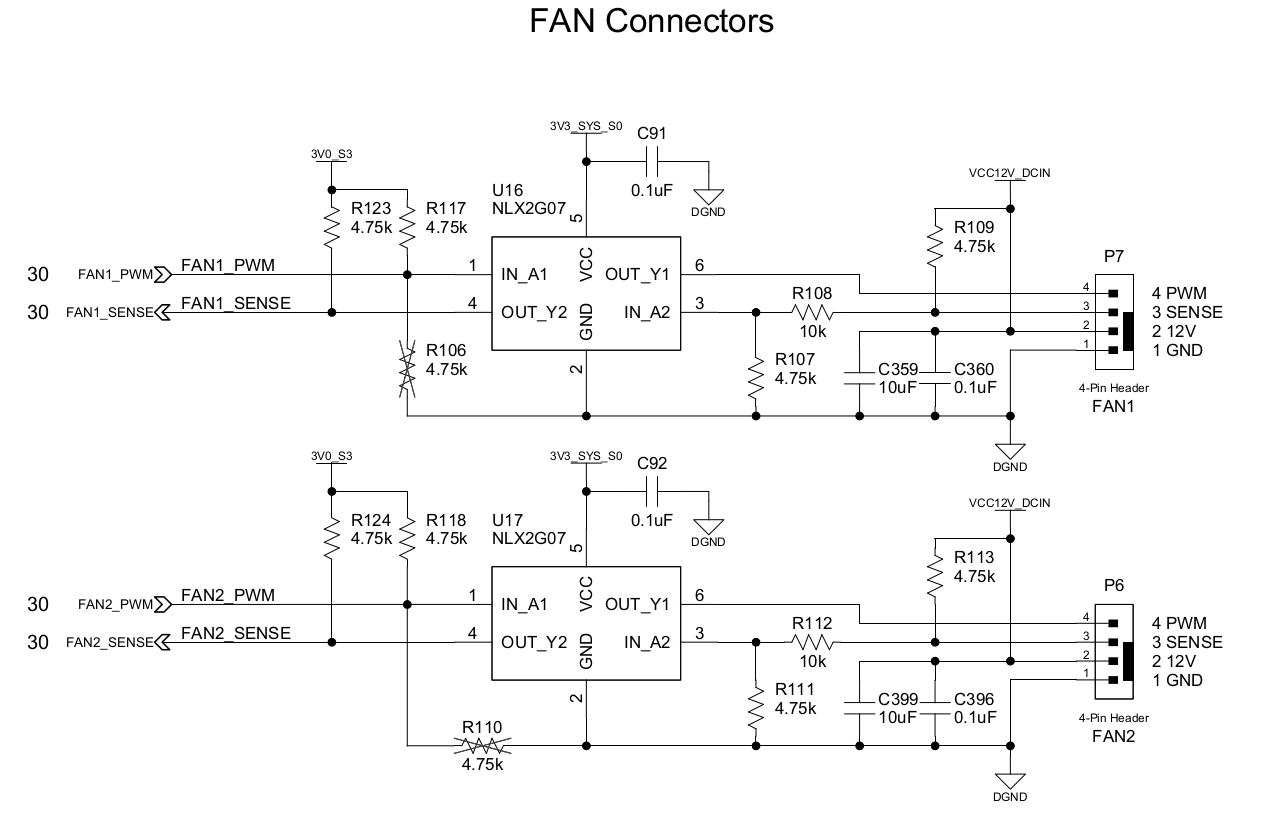 FAN Connectors
3V3_SYS_S0
C91
0.1uF
DGND
3V0_S3
R123
4.75k
R117
4.75k
U16
NLX2G07
5
VCC12V_DCIN
R109
4.75k
P7
30 FAN1_PWM FAN1_PWM 1 IN_A1 VCC OUT_Y1 6
30 FAN1_SENSE FAN1_SENSE 4 OUT_Y2 GND IN_A2 3
R108
10k
4 4 PWM
3 3 SENSE
2 2 12V
1 1 GND
R106
4.75k
2
R107
4.75k
C359
10uF
C360
0.1uF
4-Pin Header
FAN1
DGND
3V3_SYS_S0
C92
0.1uF
DGND
3V0_S3
R124
4.75k
R118
4.75k
U17
NLX2G07
5
VCC12V_DCIN
R113
4.75k
P6
30 FAN2_PWM FAN2_PWM 1 IN_A1 VCC OUT_Y1 6
30 FAN2_SENSE FAN2_SENSE 4 OUT_Y2 GND IN_A2 3
R112
10k
4 4 PWM
3 3 SENSE
2 2 12V
1 1 GND
2
R111
4.75k
C399
10uF
C396
0.1uF
4-Pin Header
FAN2
R110
4.75k
DGND